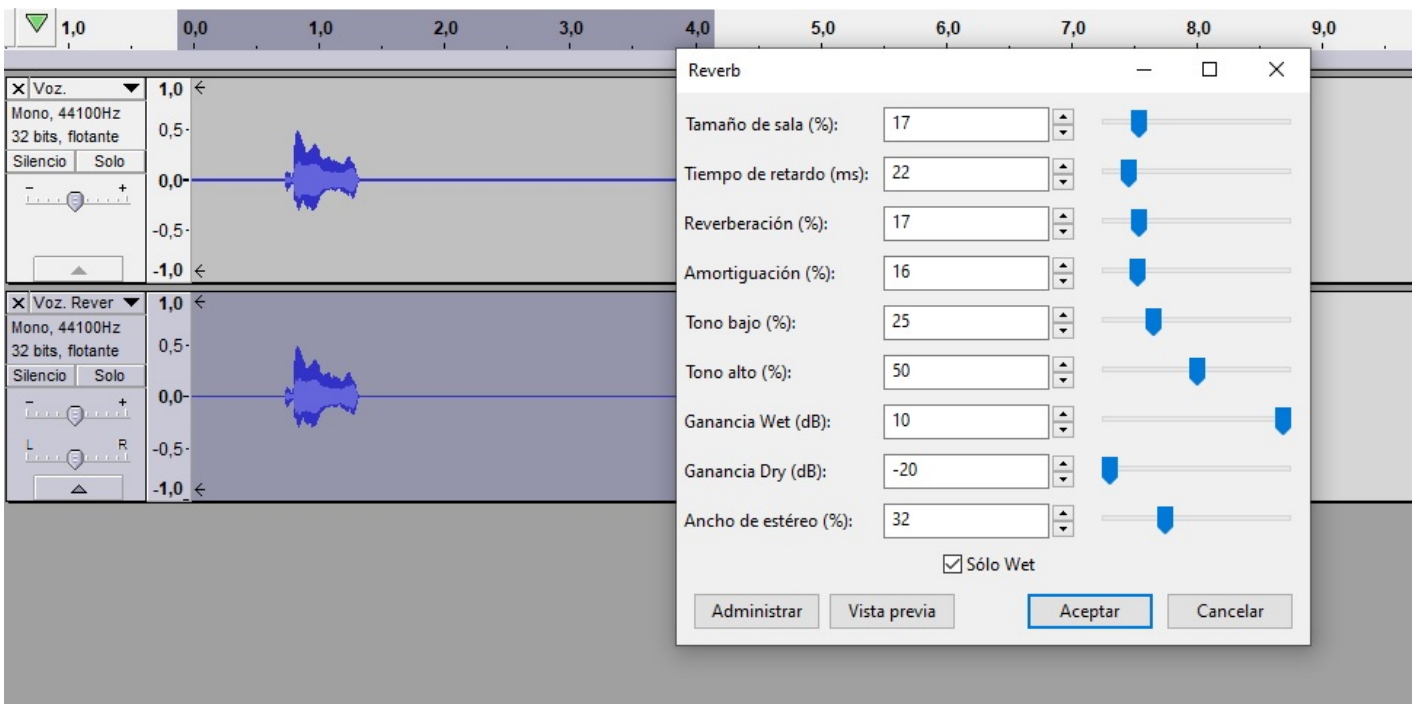 1,0 0,0 1,0 2,0 3,0 4,0 5,0 6,0 7,0 8,0 9,0
Voz.
Mono, 44100Hz
32 bits, flotante
Silencio Solo
- +
1,0
0,5
0,0
-0,5
-1,0
Voz. Rever
Mono, 44100Hz
32 bits, flotante
Silencio Solo
- +
L R
1,0
0,5
0,0
-0,5
-1,0
Reverb
Tamaño de sala (%): 17
Tiempo de retardo (ms): 22
Reverberación (%): 17
Amortiguación (%): 16
Tono bajo (%): 25
Tono alto (%): 50
Ganancia Wet (dB): 10
Ganancia Dry (dB): -20
Ancho de estéreo (%): 32
Sólo Wet
Administrar Vista previa Aceptar Cancelar